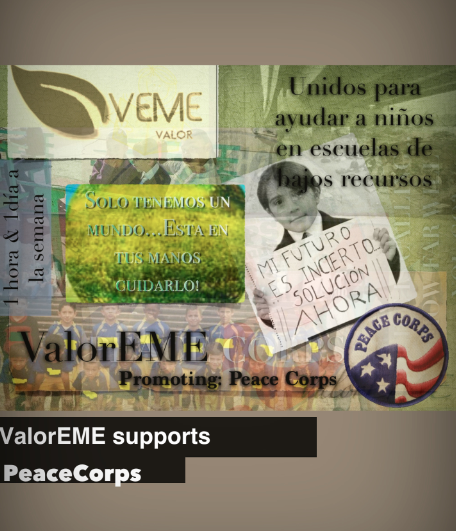 VEME
VALOR
Unidos para
ayudar a niños
en escuelas de
bajos recursos
1 hora & 1día a
la semana
Solo tenemos un
mundo...Esta en
tus manos
cuidarlo!
MI FUTURO
ES INCIERTO
SOLUCIÓN
AHORA
PEACE CORPS
ValorEME
Promoting: Peace Corps
ValorEME supports
PeaceCorps